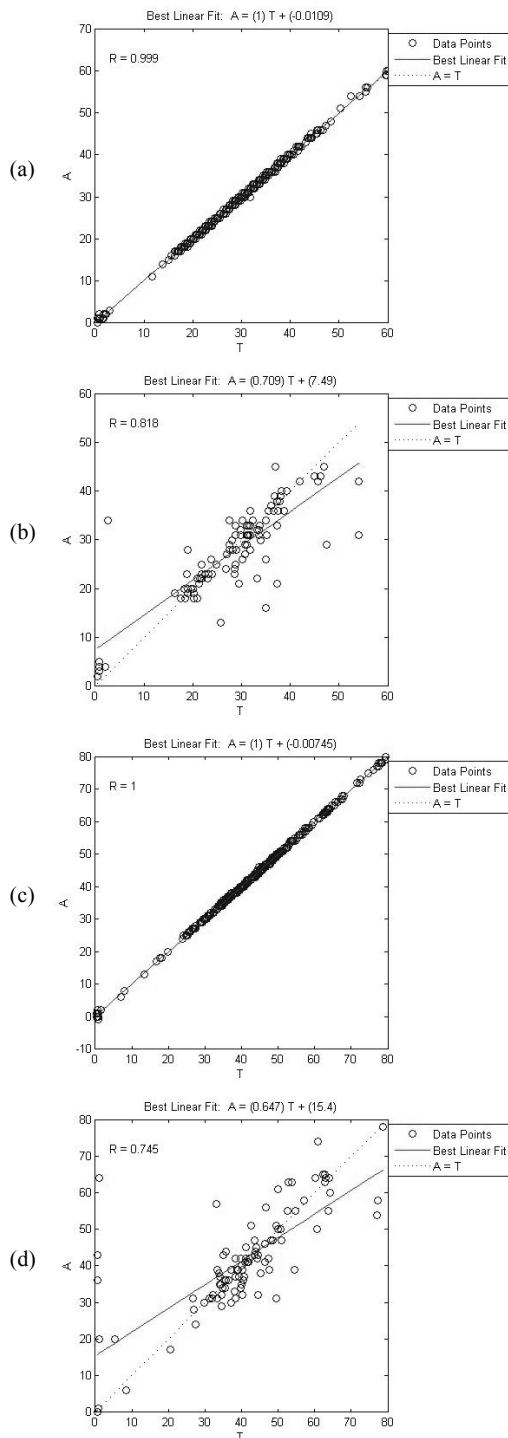 Best Linear Fit: A = (1) T + (-0.0109)
70
R = 0.999
Data Points
Best Linear Fit
A = T
60
50
40
(a)
A
30
20
10
0
0 10 20 30 40 50 60
T
Best Linear Fit: A = (0.709) T + (7.49)
60
R = 0.818
Data Points
Best Linear Fit
A = T
50
40
(b)
A
30
20
10
0
0 10 20 30 40 50 60
T
Best Linear Fit: A = (1) T + (-0.00745)
80
R = 1
Data Points
Best Linear Fit
A = T
70
60
50
40
(c)
A
30
20
10
0
-10
0 10 20 30 40 50 60 70 80
T
Best Linear Fit: A = (0.647) T + (15.4)
80
R = 0.745
Data Points
Best Linear Fit
A = T
70
60
50
(d)
A
40
30
20
10
0
0 10 20 30 40 50 60 70 80
T